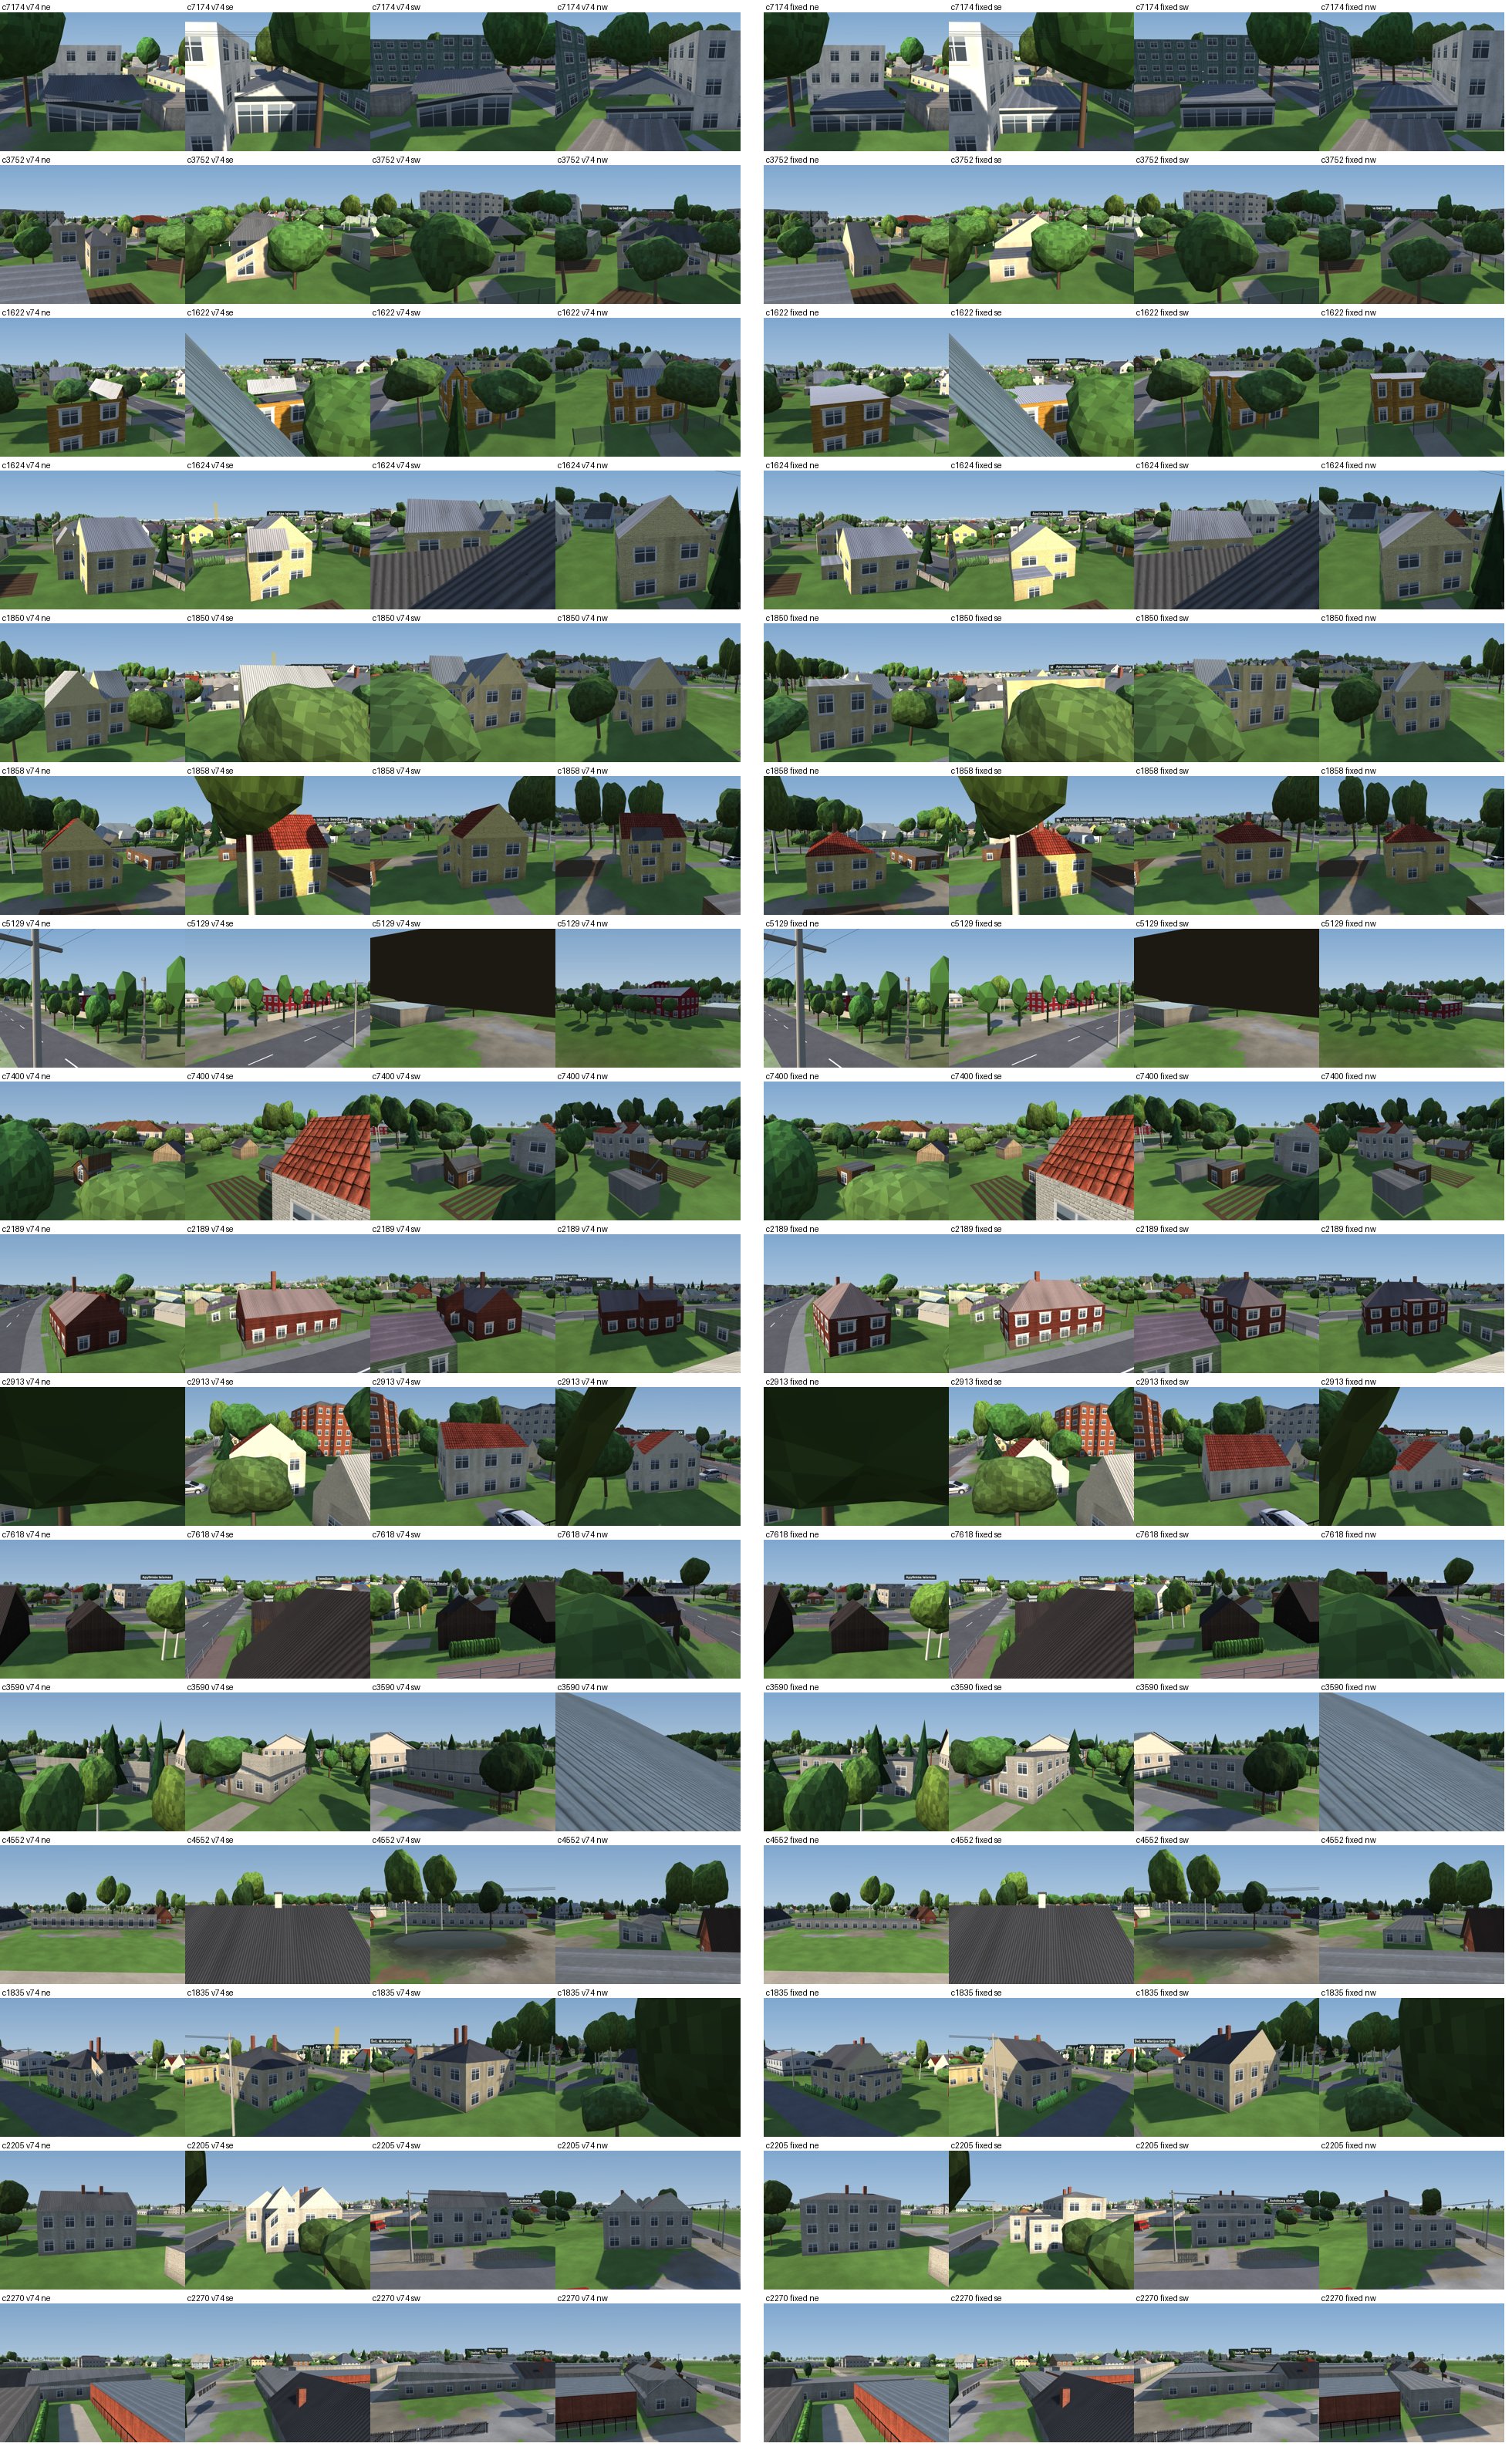 c7174 v74 ne c7174 v74 se c7174 v74 sw c7174 v74 nw c7174 fixed ne c7174 fixed se c7174 fixed sw c7174 fixed nw
c3752 v74 ne c3752 v74 se c3752 v74 sw c3752 v74 nw c3752 fixed ne c3752 fixed se c3752 fixed sw c3752 fixed nw
c1622 v74 ne c1622 v74 se c1622 v74 sw c1622 v74 nw c1622 fixed ne c1622 fixed se c1622 fixed sw c1622 fixed nw
c1624 v74 ne c1624 v74 se c1624 v74 sw c1624 v74 nw c1624 fixed ne c1624 fixed se c1624 fixed sw c1624 fixed nw
c1850 v74 ne c1850 v74 se c1850 v74 sw c1850 v74 nw c1850 fixed ne c1850 fixed se c1850 fixed sw c1850 fixed nw
c1858 v74 ne c1858 v74 se c1858 v74 sw c1858 v74 nw c1858 fixed ne c1858 fixed se c1858 fixed sw c1858 fixed nw
c5129 v74 ne c5129 v74 se c5129 v74 sw c5129 v74 nw c5129 fixed ne c5129 fixed se c5129 fixed sw c5129 fixed nw
c7400 v74 ne c7400 v74 se c7400 v74 sw c7400 v74 nw c7400 fixed ne c7400 fixed se c7400 fixed sw c7400 fixed nw
c2189 v74 ne c2189 v74 se c2189 v74 sw c2189 v74 nw c2189 fixed ne c2189 fixed se c2189 fixed sw c2189 fixed nw
c2913 v74 ne c2913 v74 se c2913 v74 sw c2913 v74 nw c2913 fixed ne c2913 fixed se c2913 fixed sw c2913 fixed nw
c7618 v74 ne c7618 v74 se c7618 v74 sw c7618 v74 nw c7618 fixed ne c7618 fixed se c7618 fixed sw c7618 fixed nw
c3590 v74 ne c3590 v74 se c3590 v74 sw c3590 v74 nw c3590 fixed ne c3590 fixed se c3590 fixed sw c3590 fixed nw
c4552 v74 ne c4552 v74 se c4552 v74 sw c4552 v74 nw c4552 fixed ne c4552 fixed se c4552 fixed sw c4552 fixed nw
c1835 v74 ne c1835 v74 se c1835 v74 sw c1835 v74 nw c1835 fixed ne c1835 fixed se c1835 fixed sw c1835 fixed nw
c2205 v74 ne c2205 v74 se c2205 v74 sw c2205 v74 nw c2205 fixed ne c2205 fixed se c2205 fixed sw c2205 fixed nw
c2270 v74 ne c2270 v74 se c2270 v74 sw c2270 v74 nw c2270 fixed ne c2270 fixed se c2270 fixed sw c2270 fixed nw